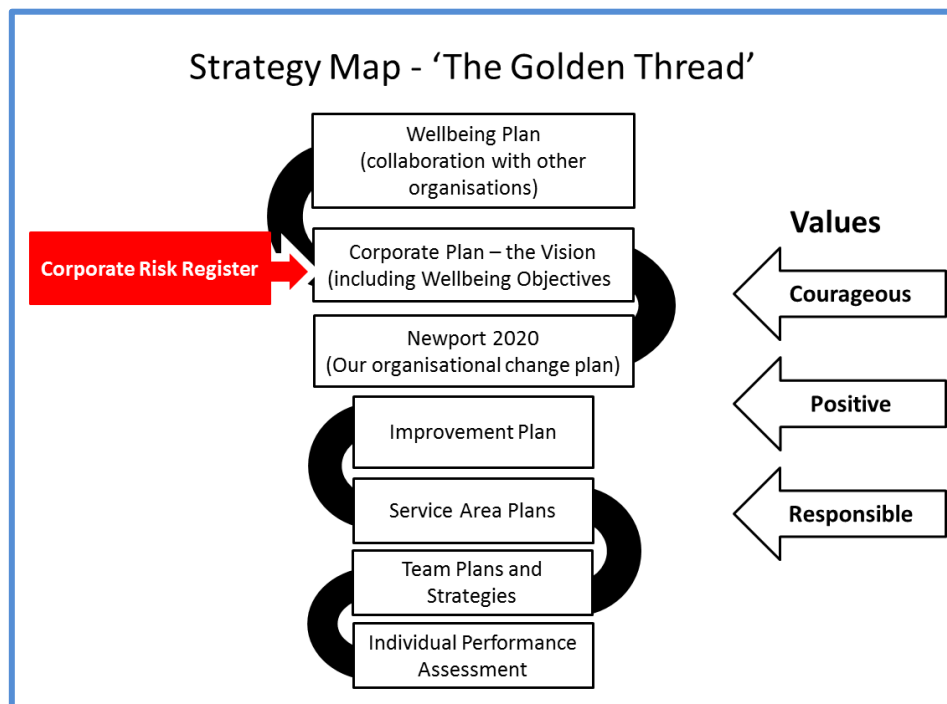 Strategy Map - ‘The Golden Thread’
Wellbeing Plan
(collaboration with other
organisations)
Values
Corporate Risk Register
Corporate Plan – the Vision
(including Wellbeing Objectives
Courageous
Newport 2020
(Our organisational change plan)
Positive
Improvement Plan
Service Area Plans
Responsible
Team Plans and
Strategies
Individual Performance
Assessment